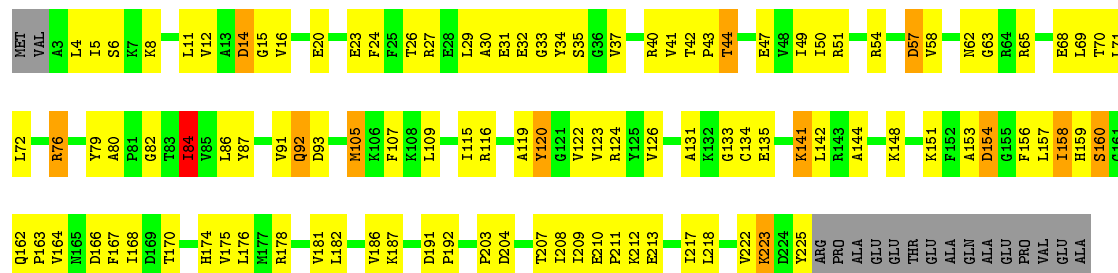 MET VAL A3 L4 I5 S6 K7 K8 L11 V12 A13 D14 G15 V16 E20 E23 F24 F25 T26 R27 E28 L29 A30 E31 E32 G33 Y34 S35 G36 V37 R40 V41 T42 P43 T44 E47 V48 I49 I50 R51 R54 D57 V58 N62 G63 R64 R65 E68 L69 T70 L71
L72 R76 Y79 A80 P81 G82 T83 I84 V85 L86 Y87 V91 Q92 D93 M105 K106 F107 K108 L109 I115 R116 A119 Y120 G121 V122 V123 R124 Y125 V126 A131 K132 G133 C134 E135 K141 L142 R143 A144 K148 K151 F152 A153 D154 G155 F156 L157 I158 H159 S160 G161
Q162 P163 V164 N165 D166 F167 I168 D169 T170 H174 V175 L176 M177 R178 V181 L182 V186 K187 D191 P192 P203 D204 T207 I208 I209 E210 P211 K212 E213 I217 L218 V222 K223 D224 Y225 ARG PRO ALA GLU GLU THR GLU ALA GLN ALA GLU PRO VAL GLU ALA